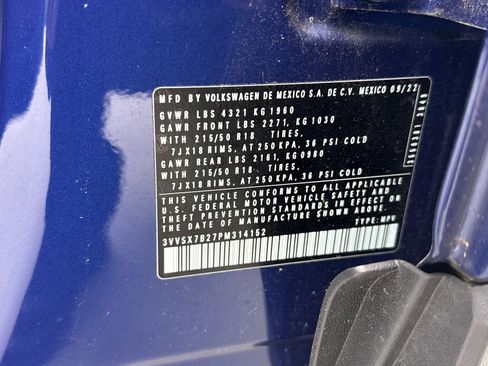 MFD BY VOLKSWAGEN DE MEXICO S.A. DE C.V. MEXICO 09/22
GVWR LBS 4321 KG 1960
GAWR FRONT LBS 2271, KG 1030
WITH 215/50 R18 TIRES,
7JX18 RIMS, AT 250 KPA, 36 PSI COLD
GAWR REAR LBS 2161, KG 0980
WITH 215/50 R18 TIRES,
7JX18 RIMS, AT 250 KPA, 36 PSI COLD
THIS VEHICLE CONFORMS TO ALL APPLICABLE
U.S. FEDERAL MOTOR VEHICLE SAFETY AND
THEFT PREVENTION STANDARDS IN EFFECT ON
THE DATE OF MANUFACTURE SHOWN ABOVE.
3VVSX7B27PM314152 TYPE: MPV